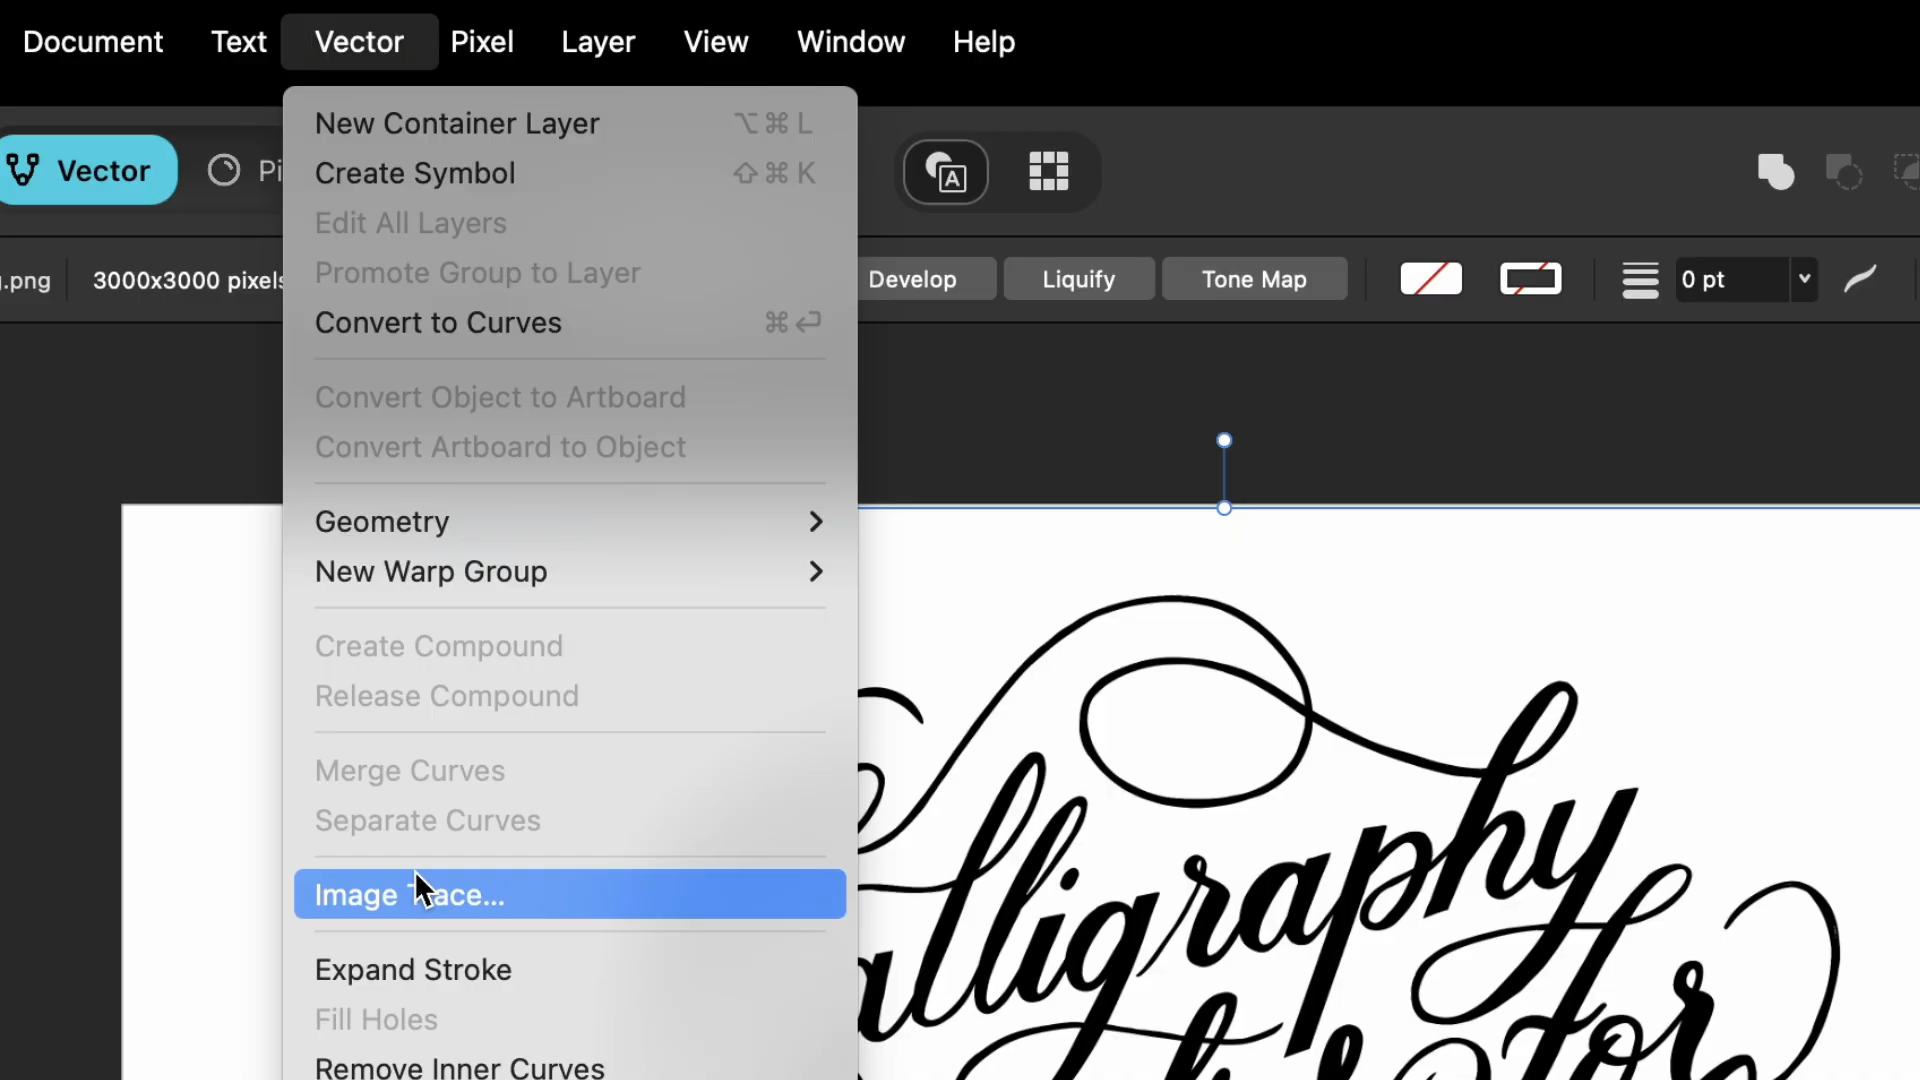 Document Text Vector Pixel Layer View Window Help
Vector Pi
.png 3000x3000 pixels Develop Liquify Tone Map 0 pt
New Container Layer ⌥⌘L
Create Symbol ⇧⌘K
Edit All Layers
Promote Group to Layer
Convert to Curves ⌘↩
Convert Object to Artboard
Convert Artboard to Object
Geometry
New Warp Group
Create Compound
Release Compound
Merge Curves
Separate Curves
Image Trace...
Expand Stroke
Fill Holes
Remove Inner Curves
A
alligraphy
for